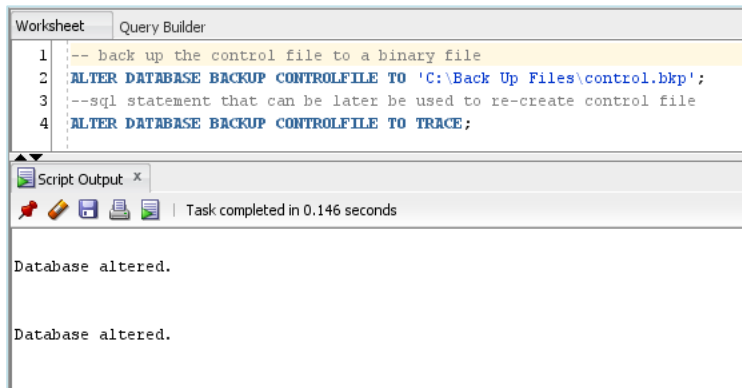 Worksheet Query Builder
1 -- back up the control file to a binary file
2 ALTER DATABASE BACKUP CONTROLFILE TO 'C:\Back Up Files\control.bkp';
3 --sql statement that can be later be used to re-create control file
4 ALTER DATABASE BACKUP CONTROLFILE TO TRACE;
Script Output x
Task completed in 0.146 seconds
Database altered.
Database altered.